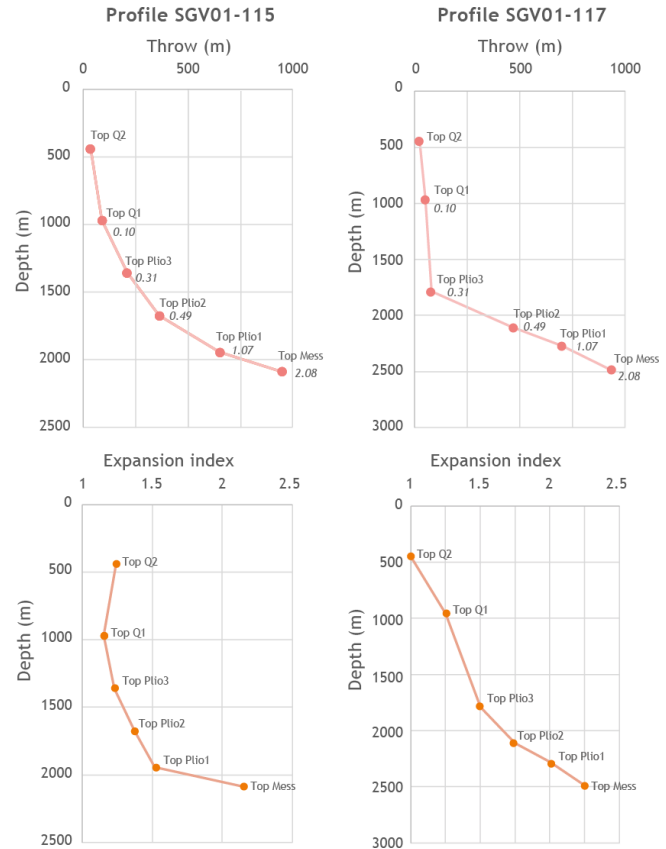 Profile SGV01-115
Throw (m)
0 500 1000
0
500
1000
1500
2000
2500
Depth (m)
Top Q2
Top Q1
0.10
Top Plio3
0.31
Top Plio2
0.49
Top Plio1
1.07
Top Mess
2.08
Profile SGV01-117
Throw (m)
0 500 1000
0
500
1000
1500
2000
2500
3000
Depth (m)
Top Q2
Top Q1
0.10
Top Plio3
0.31
Top Plio2
0.49
Top Plio1
1.07
Top Mess
2.08
Expansion index
1 1.5 2 2.5
0
500
1000
1500
2000
2500
Depth (m)
Top Q2
Top Q1
Top Plio3
Top Plio2
Top Plio1
Top Mess
Expansion index
1 1.5 2 2.5
0
500
1000
1500
2000
2500
3000
Depth (m)
Top Q2
Top Q1
Top Plio3
Top Plio2
Top Plio1
Top Mess